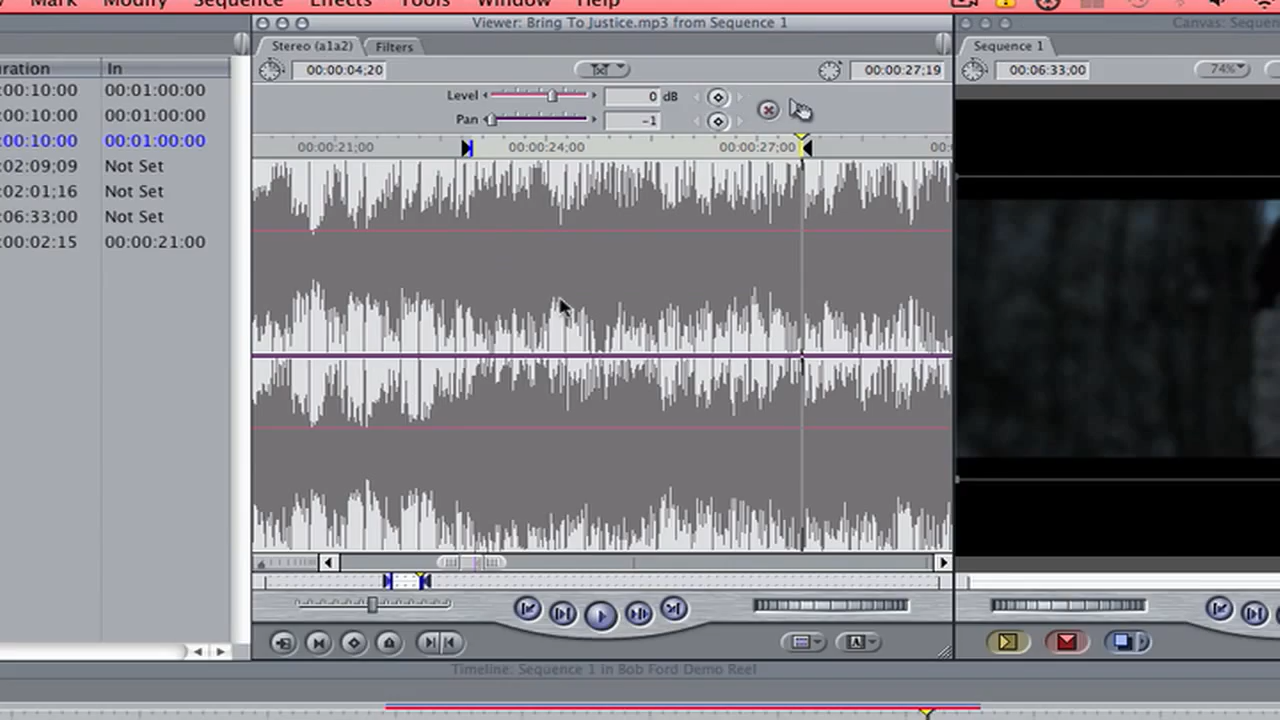 Mark Modify Sequence Effects Tools Window Help
Viewer: Bring To Justice.mp3 from Sequence 1
Stereo (a1a2) Filters
Sequence 1
00:00:04;20
00:00:27;19
00:06:33;00
74%
In
:00:10:00 00:01:00:00
:00:10:00 00:01:00:00
:00:10:00 00:01:00:00
:02:09;09 Not Set
:02:01;16 Not Set
:06:33;00 Not Set
:00:02:15 00:00:21:00
Level 0 dB
Pan -1
00:00:21;00 00:00:24;00 00:00:27;00
A
Timeline: Sequence 1 in Bob Ford Demo Reel